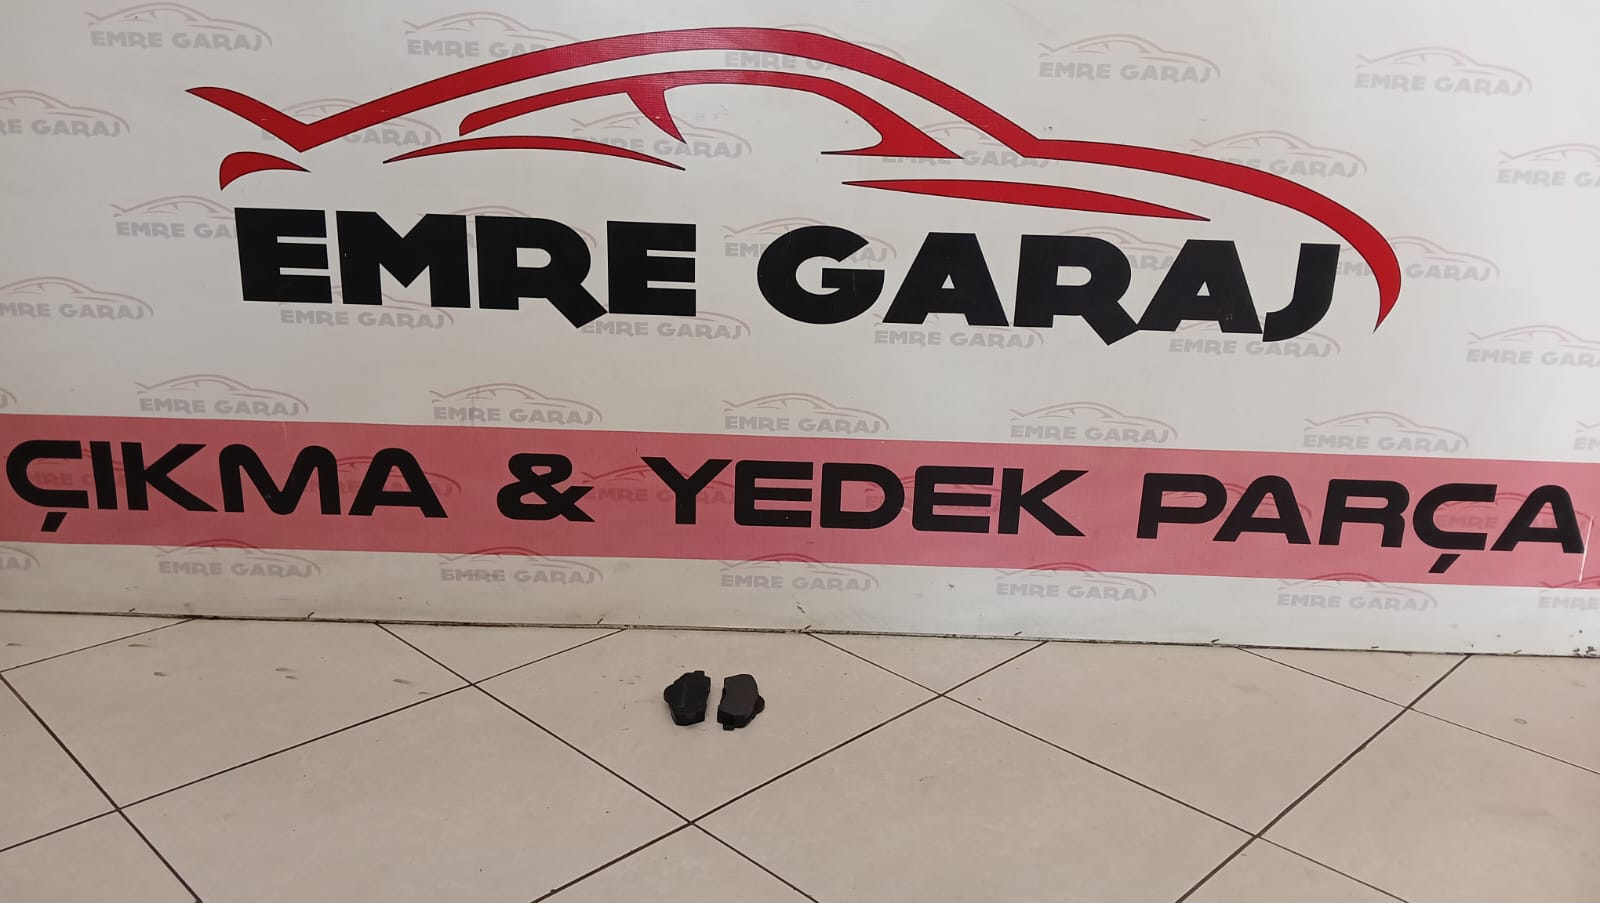 EMRE GARAJ
ÇIKMA & YEDEK PARÇA